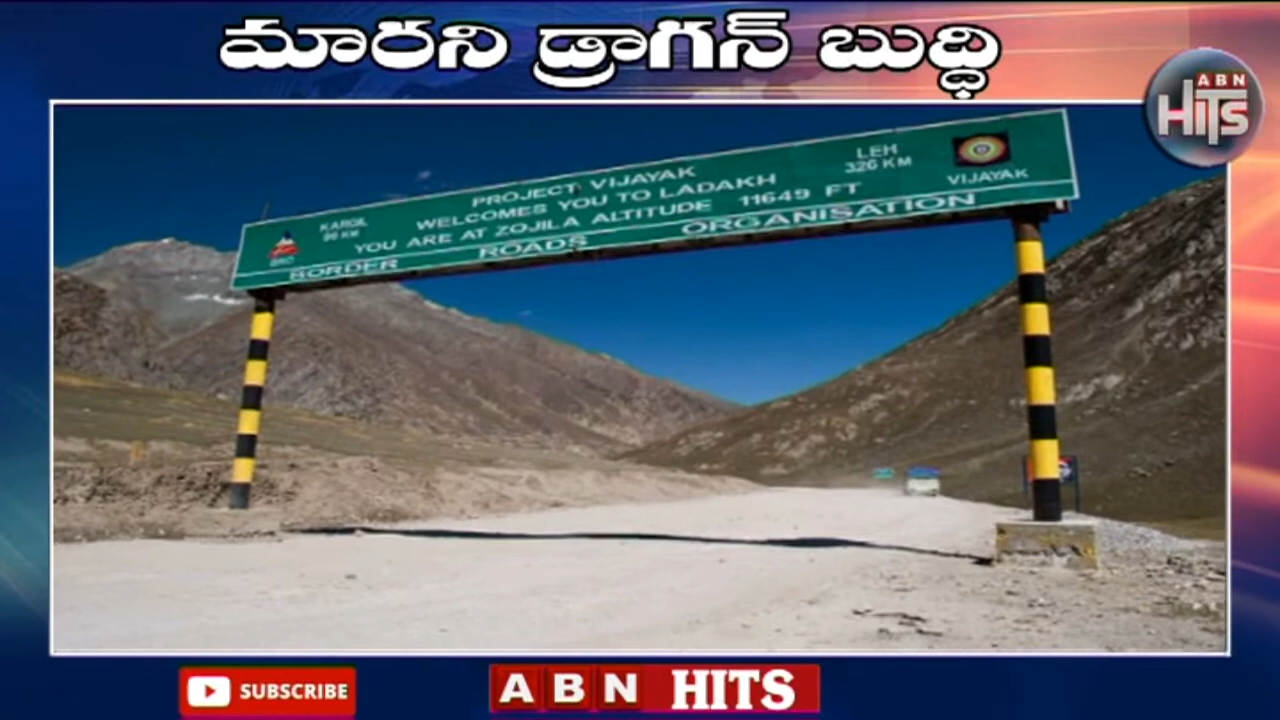 మారని డ్రాగన్ బుద్ధి
ABN
HITS
PROJECT VIJAYAK
LEH
326 KM
KARGIL
WELCOMES YOU TO LADAKH
VIJAYAK
YOU ARE AT ZOJILA ALTITUDE 11649 FT
BORDER ROADS ORGANISATION
SUBSCRIBE
ABN HITS